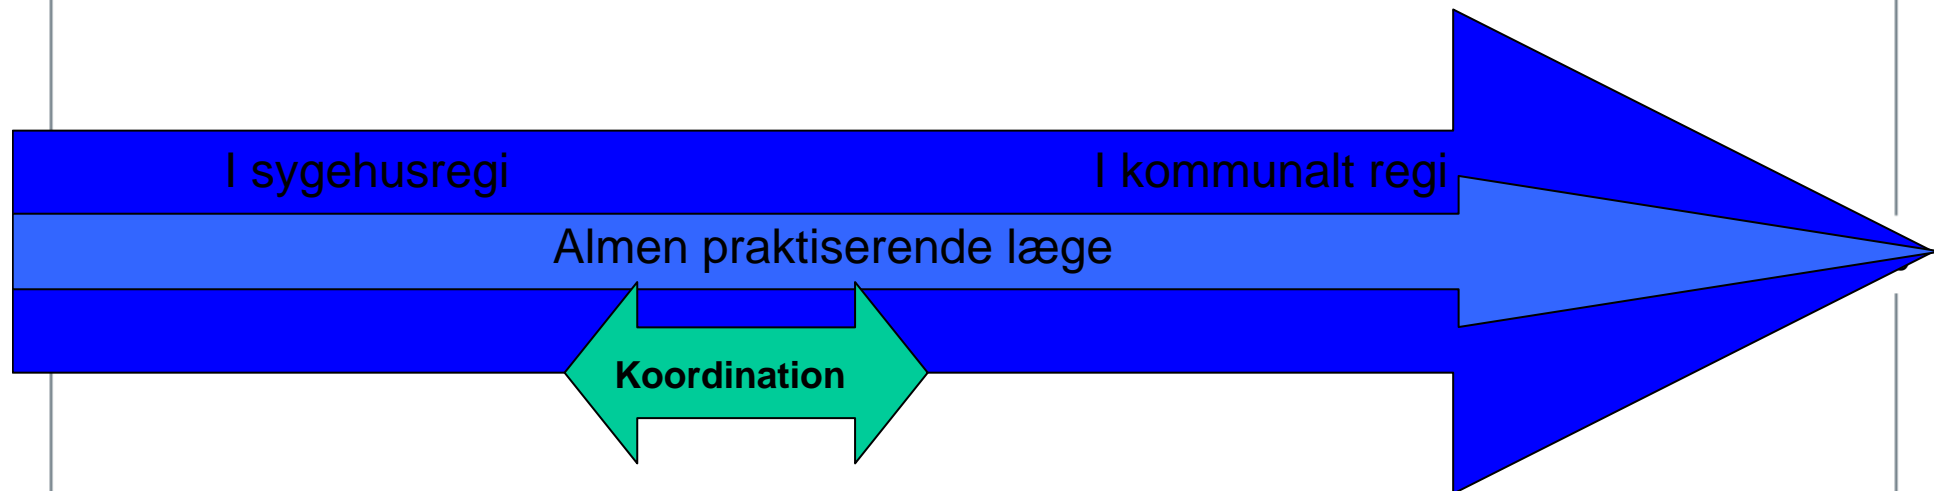 I sygehusregi
I kommunalt regi
Almen praktiserende læge
Koordination